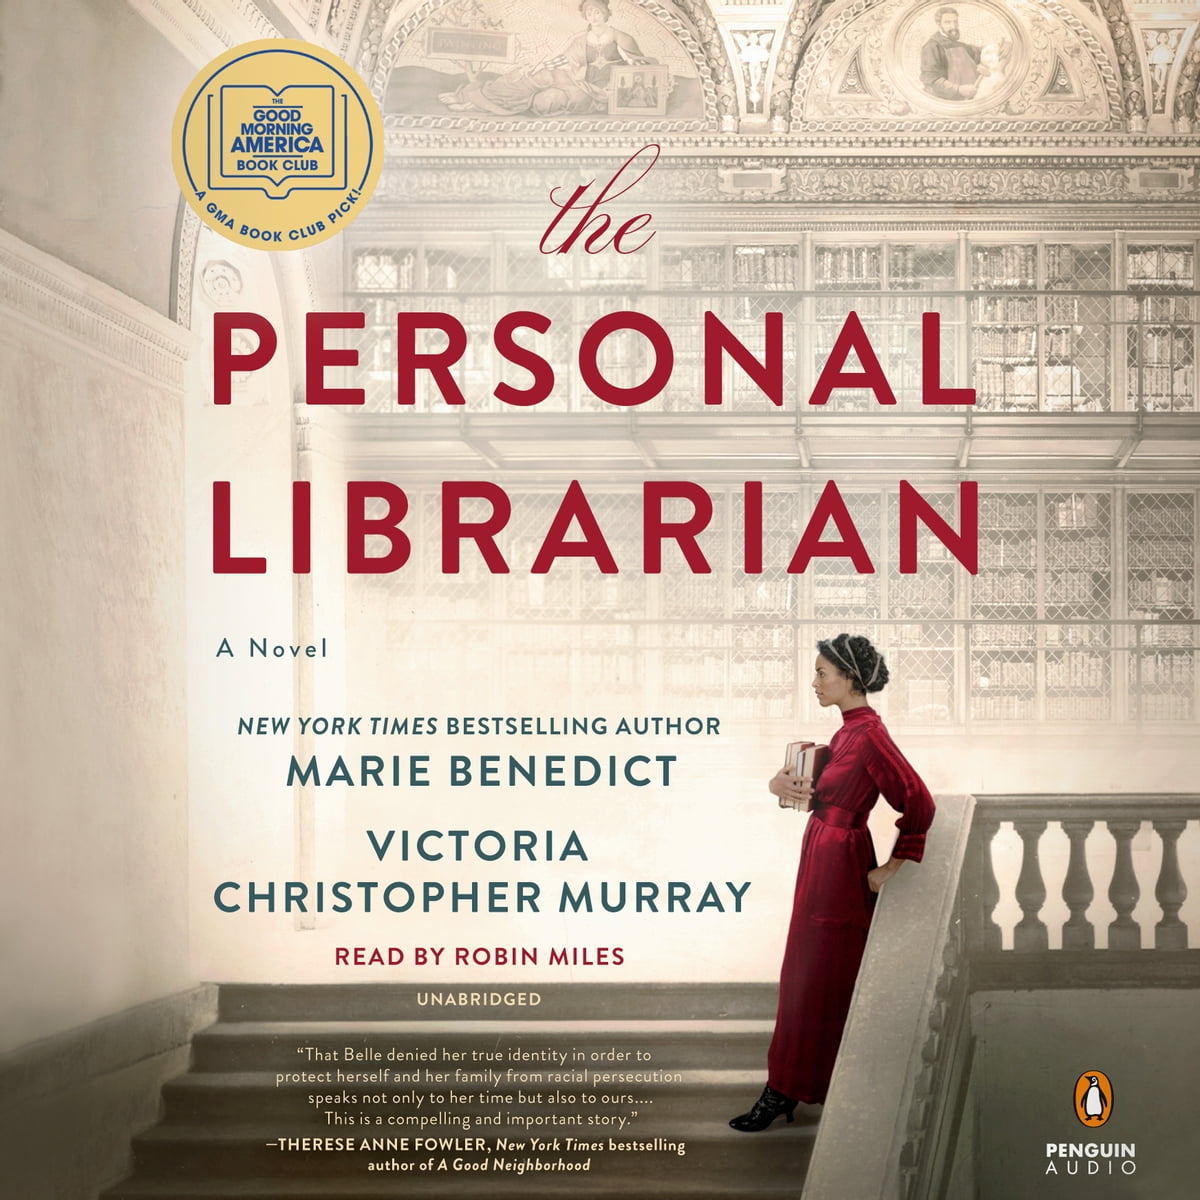 THE
GOOD
MORNING
AMERICA
BOOK CLUB
A GMA BOOK CLUB PICK!
PAINTING
the
PERSONAL
LIBRARIAN
A Novel
NEW YORK TIMES BESTSELLING AUTHOR
MARIE BENEDICT
VICTORIA
CHRISTOPHER MURRAY
READ BY ROBIN MILES
UNABRIDGED
“That Belle denied her true identity in order to
protect herself and her family from racial persecution
speaks not only to her time but also to ours....
This is a compelling and important story.”
—THERESE ANNE FOWLER, New York Times bestselling
author of A Good Neighborhood
PENGUIN
AUDIO